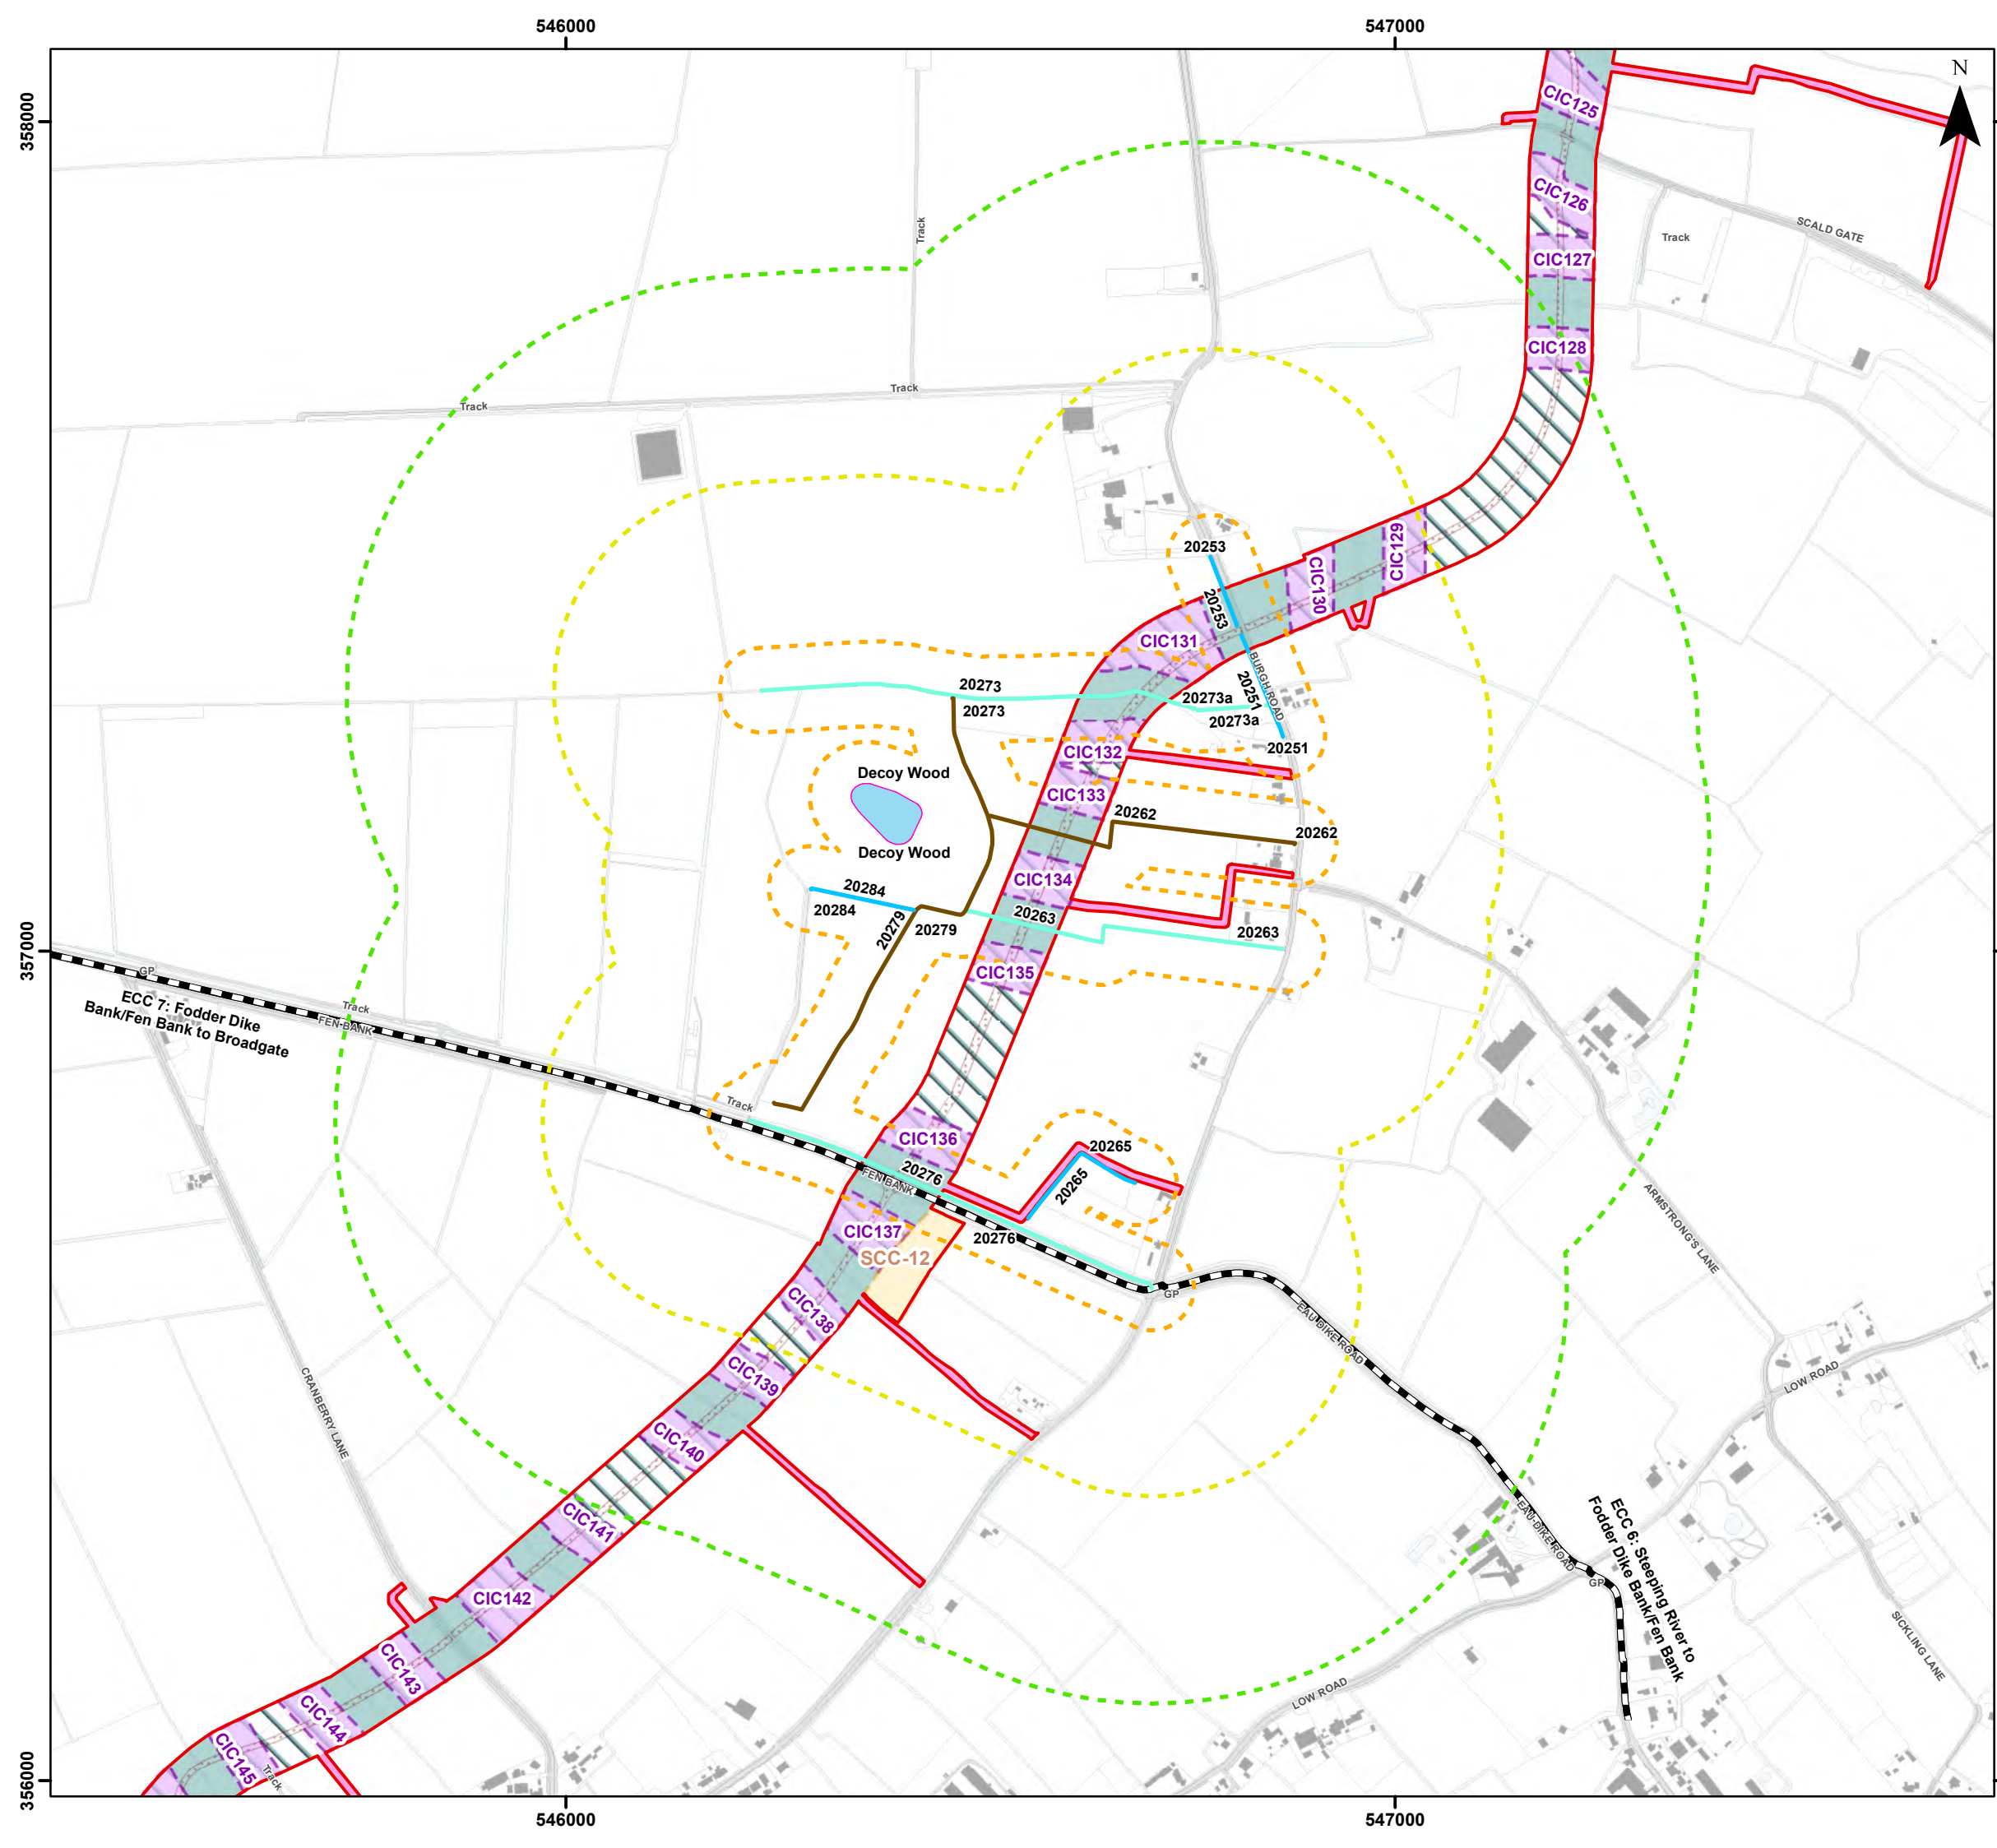 546000
547000
N
358000
CIC125
CIC126
Track
SCALD GATE
Track
CIC127
CIC128
Track
Track
CIC129
20253
CIC130
20253
CIC131
BURGH ROAD
20251
20273
20273a
20273
20273a
20251
CIC132
Decoy Wood
CIC133
20262
20262
Decoy Wood
CIC134
20284
20284
20263
20279
20279
20263
357000
CIC135
GP
ECC 7: Fodder Dike
Bank/Fen Bank to Broadgate
Track
FEN BANK
Track
CIC136
20265
20276
FEN BANK
20265
ARMSTRONG'S LANE
CIC137
20276
SCC-12
GP
CIC138
EAU DIKE ROAD
CIC139
CRANBERRY LANE
LOW ROAD
CIC140
CIC141
EAU DIKE ROAD
ECC 6: Steeping River to
Fodder Dike Bank/Fen Bank
GP
CIC142
SICKLING LANE
CIC143
LOW ROAD
CIC144
CIC145
Track
356000
546000
547000